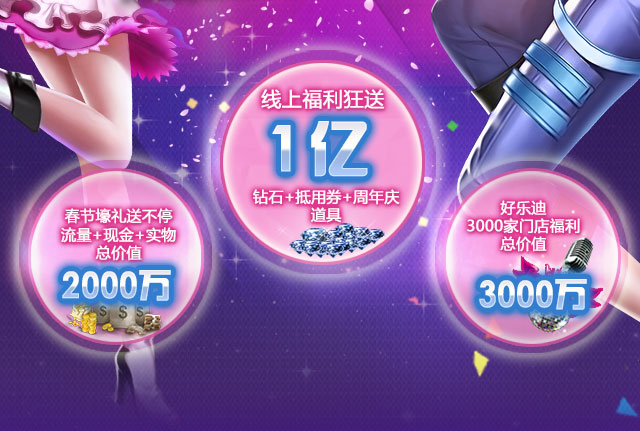 线上福利狂送
1亿
钻石+抵用券+周年庆
道具
春节壕礼送不停
流量+现金+实物
总价值
2000万
好乐迪
3000家门店福利
总价值
3000万
$ $